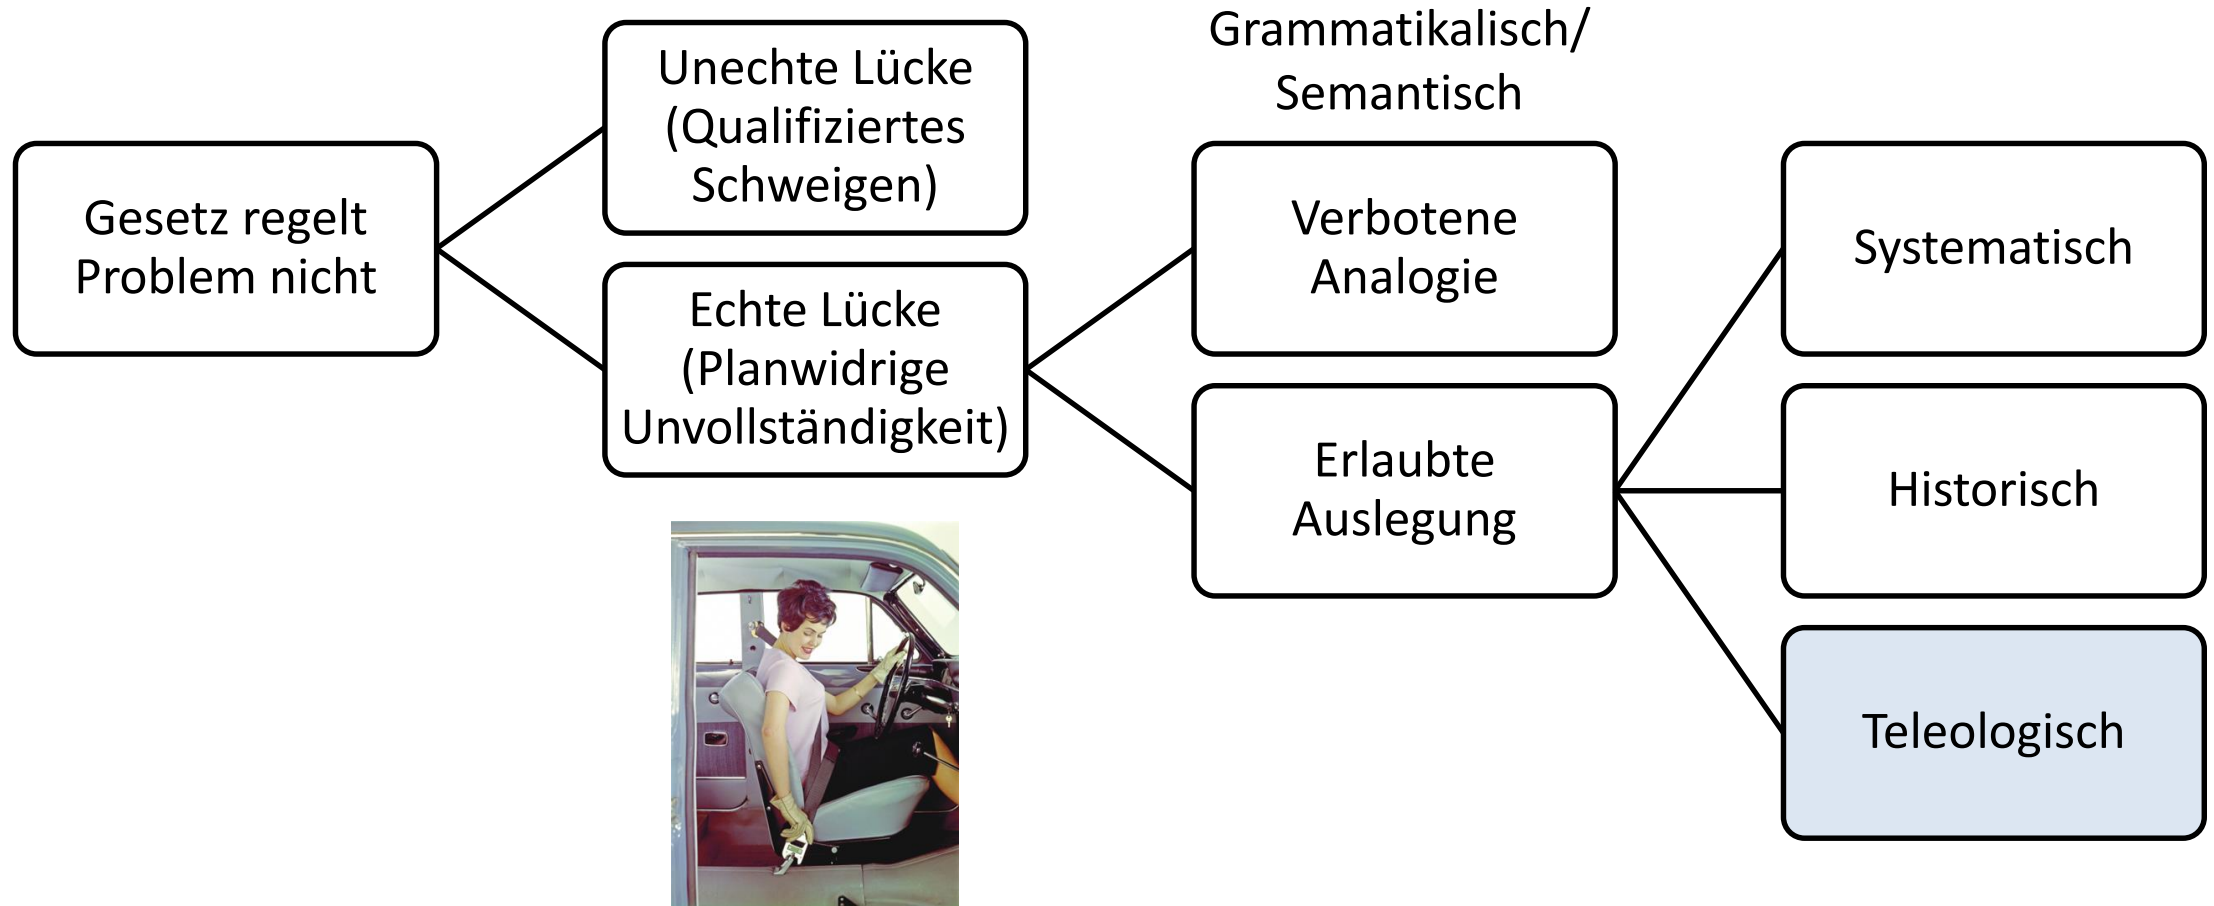 Gesetz regelt
Problem nicht
Unechte Lücke
(Qualifiziertes
Schweigen)
Echte Lücke
(Planwidrige
Unvollständigkeit)
Grammatikalisch/
Semantisch
Verbotene
Analogie
Erlaubte
Auslegung
Systematisch
Historisch
Teleologisch